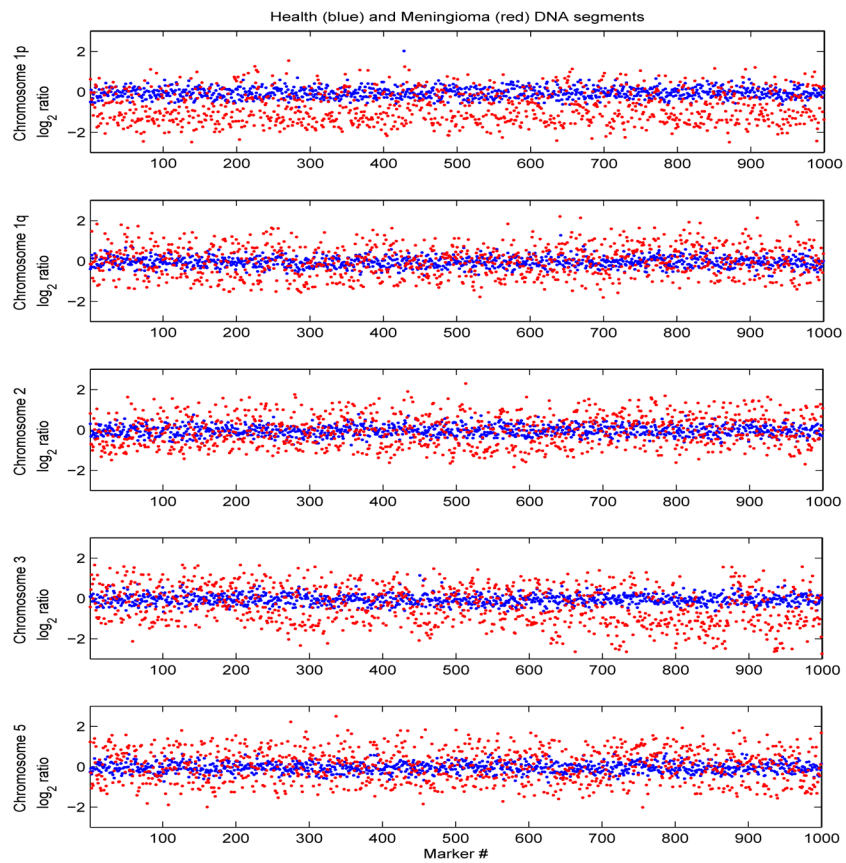 Health (blue) and Meningioma (red) DNA segments
Chromosome 1p
log2 ratio
2
0
−2
100 200 300 400 500 600 700 800 900 1000
Chromosome 1q
log2 ratio
2
0
−2
100 200 300 400 500 600 700 800 900 1000
Chromosome 2
log2 ratio
2
0
−2
100 200 300 400 500 600 700 800 900 1000
Chromosome 3
log2 ratio
2
0
−2
100 200 300 400 500 600 700 800 900 1000
Chromosome 5
log2 ratio
2
0
−2
100 200 300 400 500 600 700 800 900 1000
Marker #